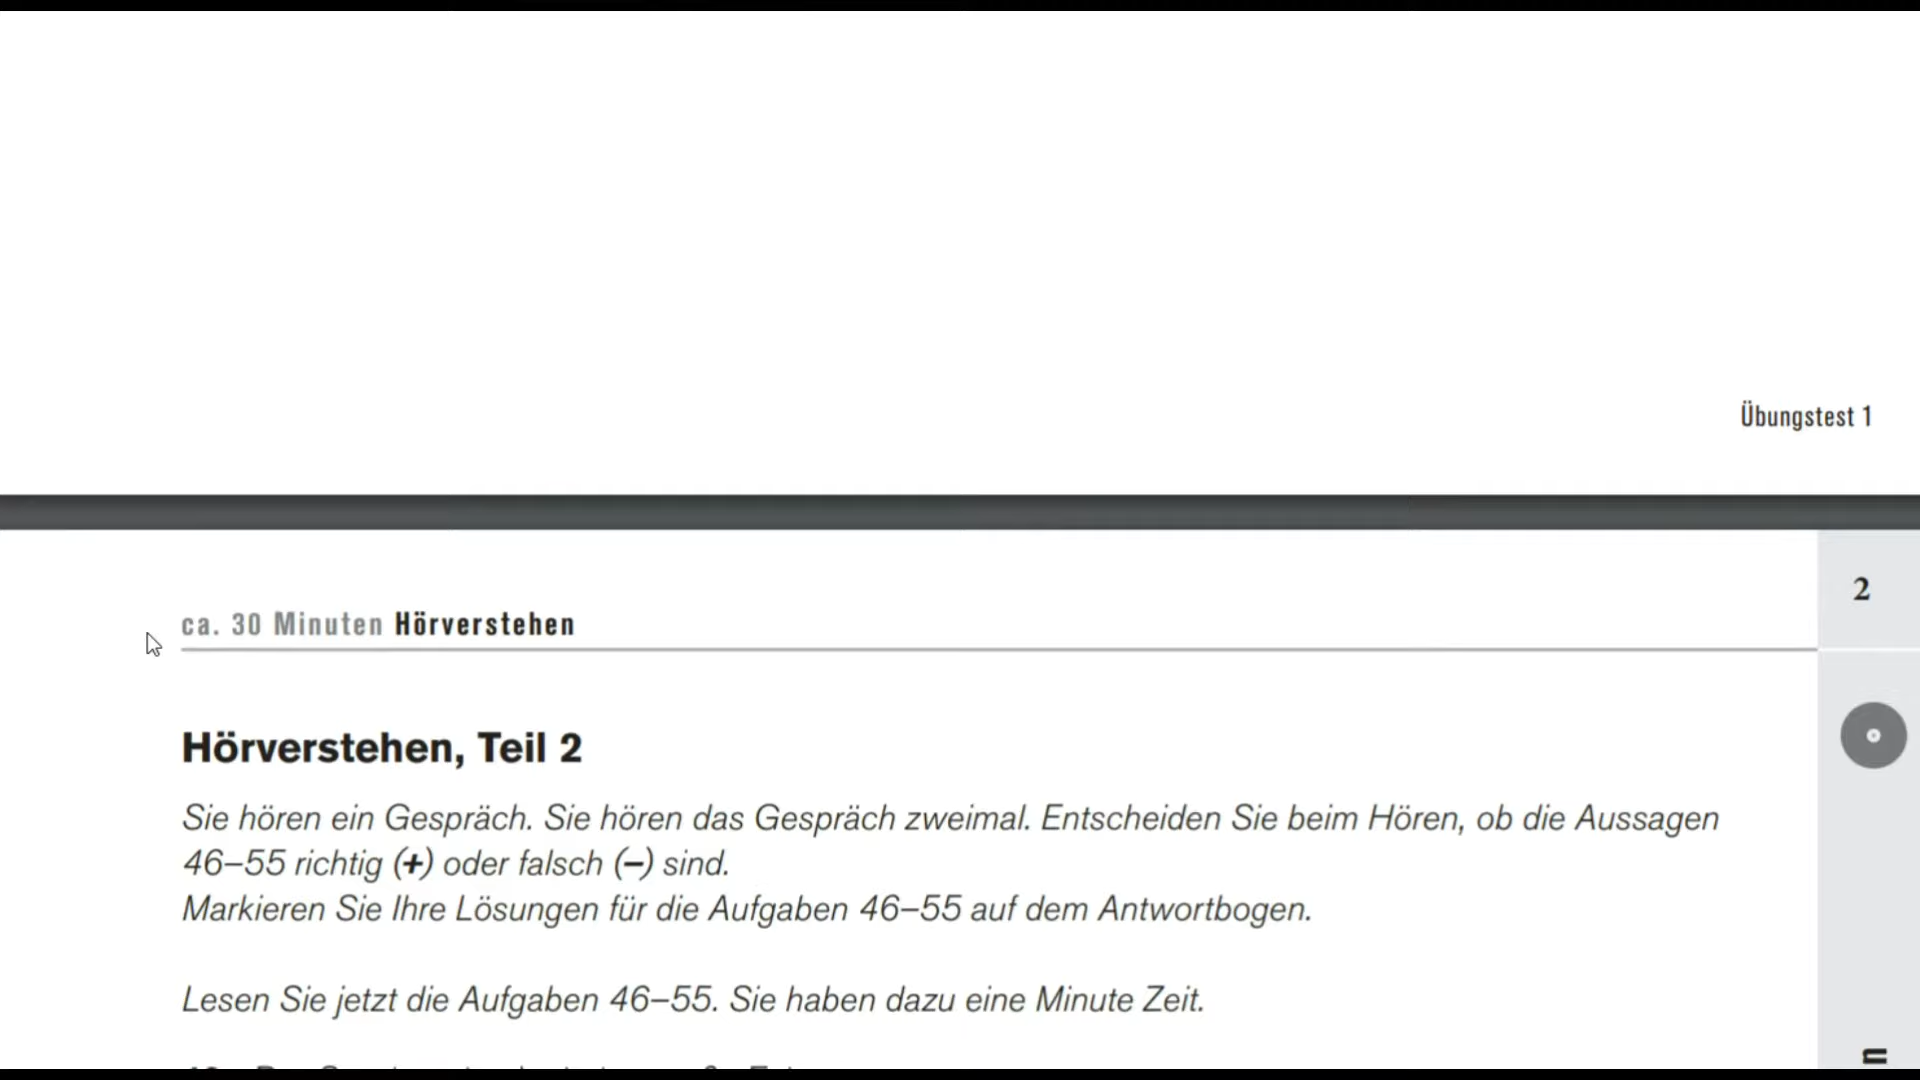 Übungstest 1
2
ca. 30 Minuten Hörverstehen
Hörverstehen, Teil 2
Sie hören ein Gespräch. Sie hören das Gespräch zweimal. Entscheiden Sie beim Hören, ob die Aussagen
46–55 richtig (+) oder falsch (–) sind.
Markieren Sie Ihre Lösungen für die Aufgaben 46–55 auf dem Antwortbogen.
Lesen Sie jetzt die Aufgaben 46–55. Sie haben dazu eine Minute Zeit.
n